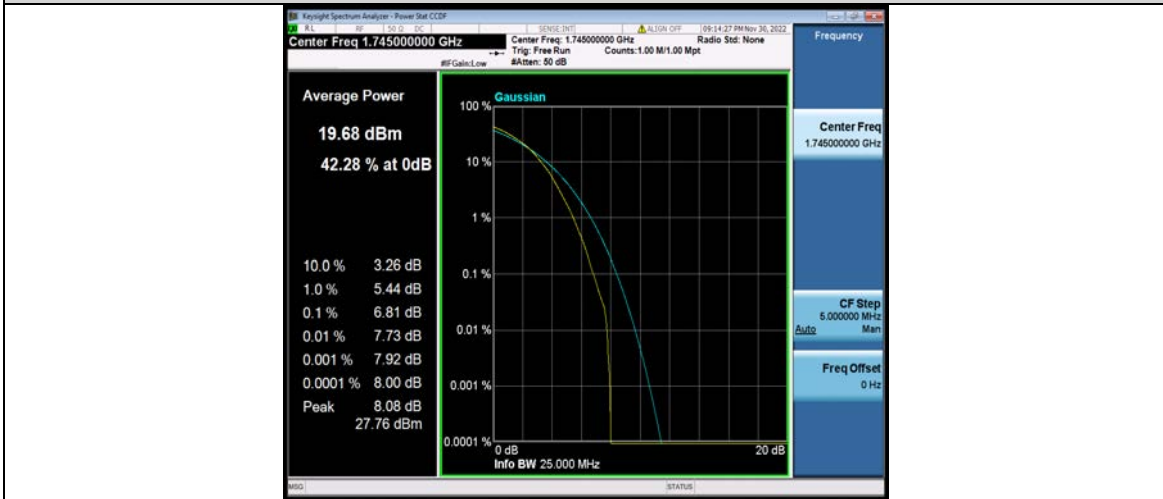 Keysight Spectrum Analyzer - Power Stat CCDF
RL RF 50 Ω DC SENSE:INT ALIGN OFF 09:14:27 PM Nov 30, 2022
Center Freq 1.745000000 GHz
Center Freq: 1.745000000 GHz Radio Std: None
Trig: Free Run Counts:1.00 M/1.00 Mpt
#IFGain:Low #Atten: 50 dB
Frequency
Average Power
19.68 dBm
42.28 % at 0dB
10.0 % 3.26 dB
1.0 % 5.44 dB
0.1 % 6.81 dB
0.01 % 7.73 dB
0.001 % 7.92 dB
0.0001 % 8.00 dB
Peak 8.08 dB
27.76 dBm
Gaussian
100 %
10 %
1 %
0.1 %
0.01 %
0.001 %
0.0001 %
0 dB 20 dB
Info BW 25.000 MHz
Center Freq
1.745000000 GHz
CF Step
5.000000 MHz
Auto Man
Freq Offset
0 Hz
MSG STATUS